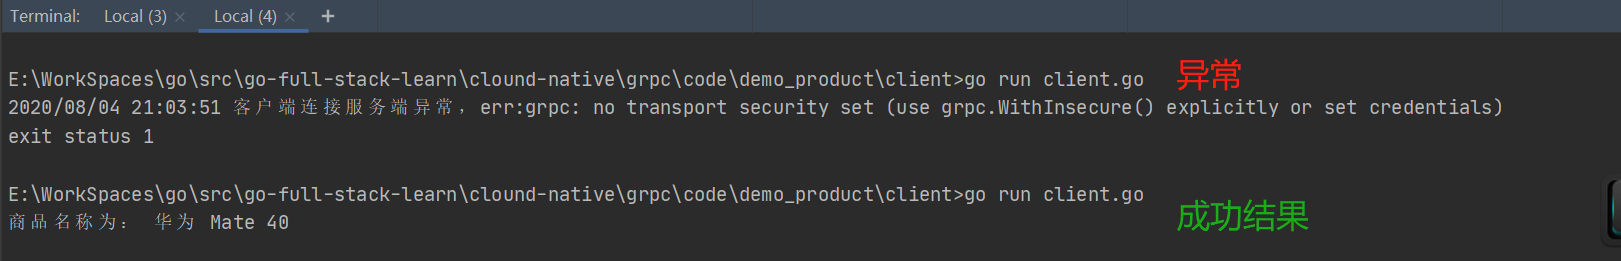 Terminal: Local (3) × Local (4) × +
E:\WorkSpaces\go\src\go-full-stack-learn\clound-native\grpc\code\demo_product\client>go run client.go 异常
2020/08/04 21:03:51 客户端连接服务端异常，err:grpc: no transport security set (use grpc.WithInsecure() explicitly or set credentials)
exit status 1
E:\WorkSpaces\go\src\go-full-stack-learn\clound-native\grpc\code\demo_product\client>go run client.go
商品名称为： 华为 Mate 40 成功结果